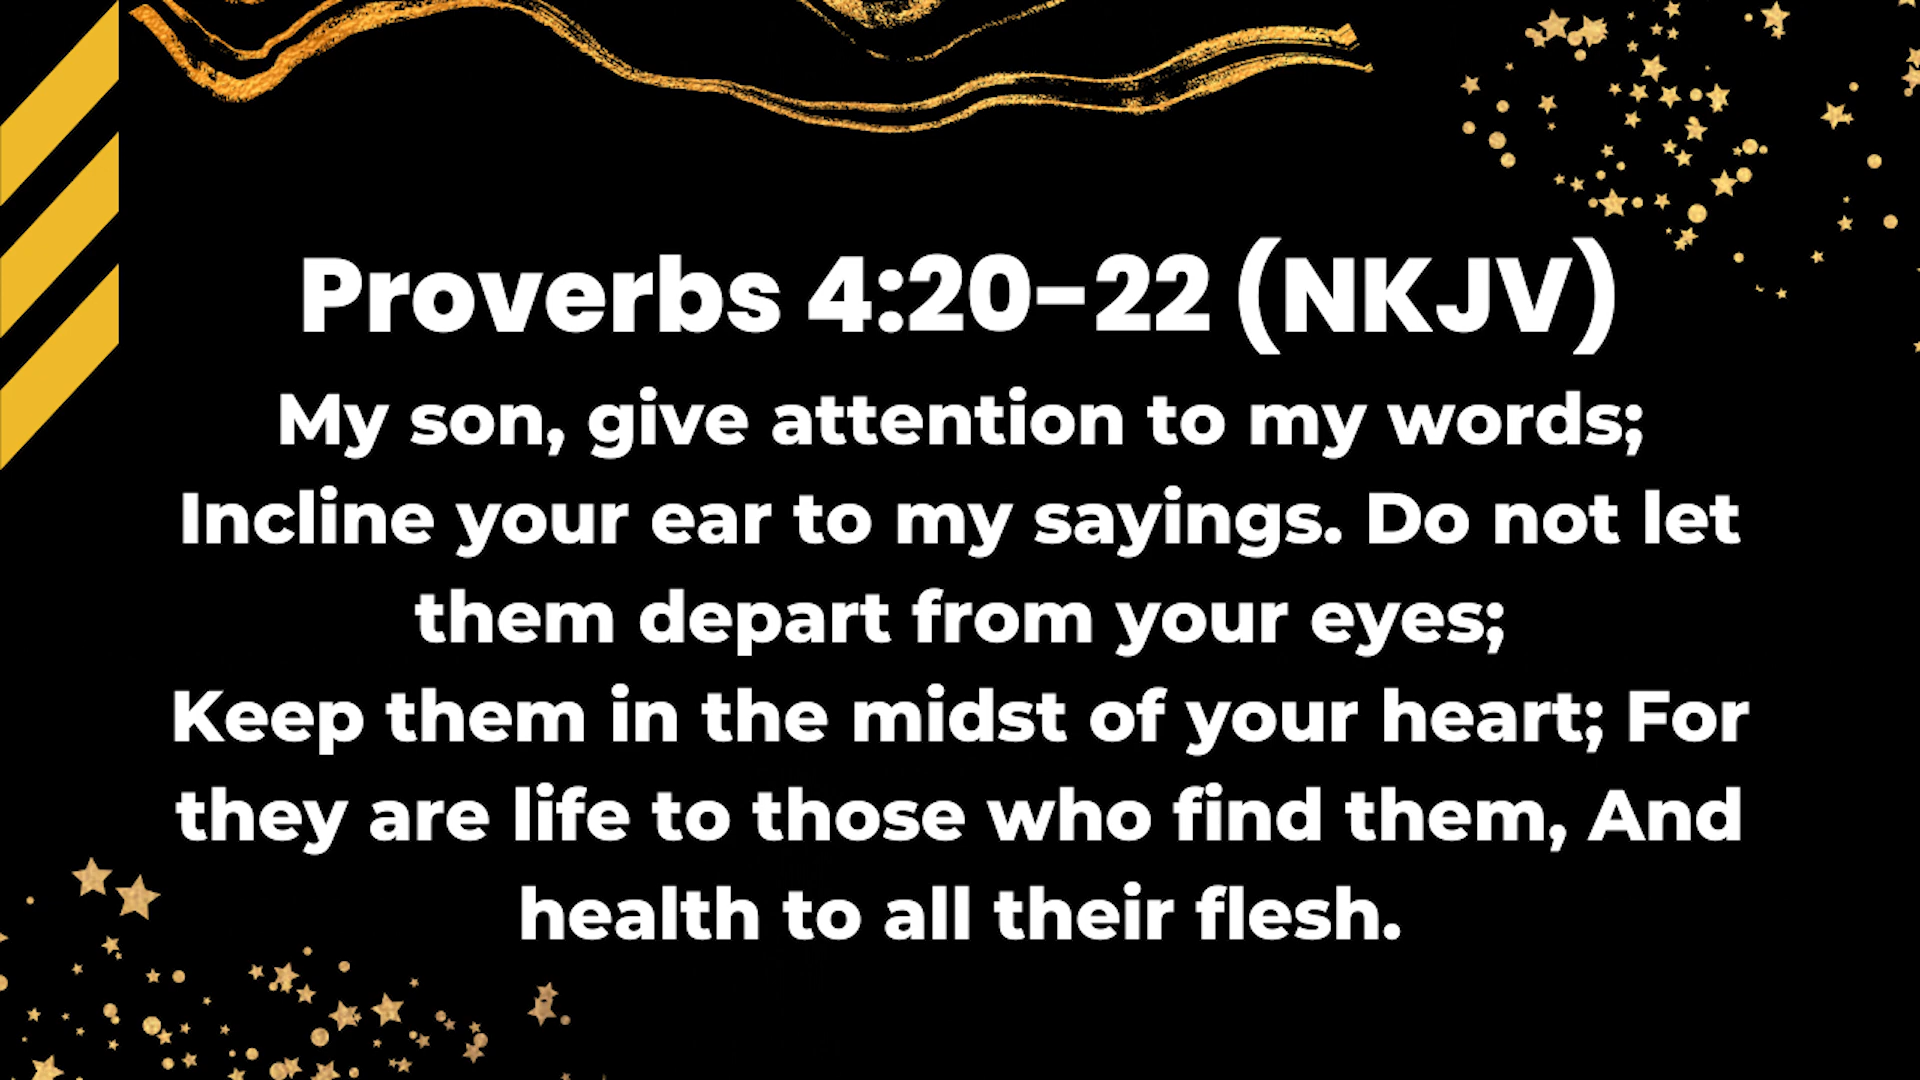 Proverbs 4:20-22 (NKJV)
My son, give attention to my words;
Incline your ear to my sayings. Do not let
them depart from your eyes;
Keep them in the midst of your heart; For
they are life to those who find them, And
health to all their flesh.